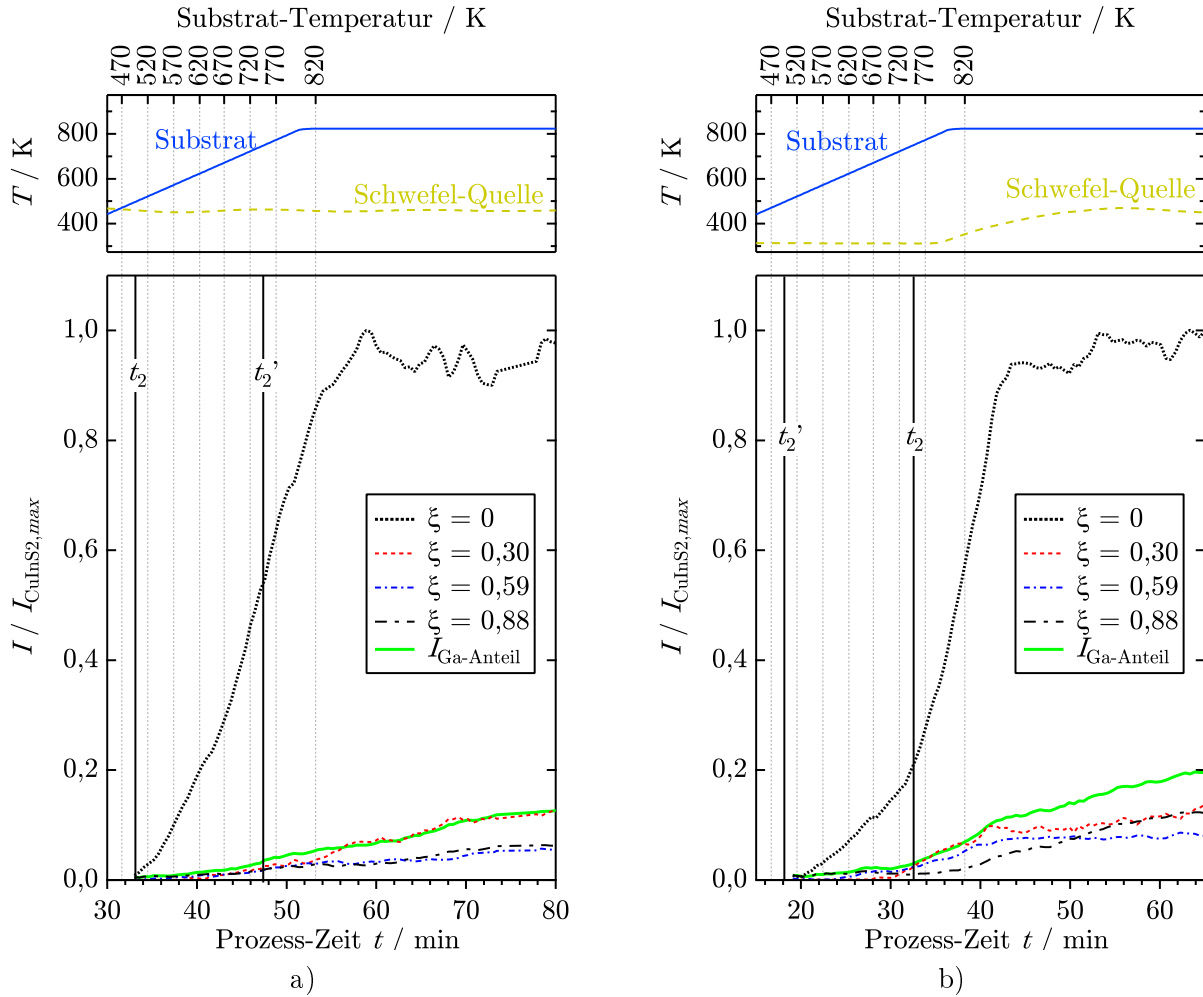 Substrat-Temperatur / K
470 520 570 620 670 720 770 820
T / K
800
600
400
Substrat
Schwefel-Quelle
I / I_CuInS2,max
1,0
0,8
0,6
0,4
0,2
0,0
t2
t2'
ξ = 0
ξ = 0,30
ξ = 0,59
ξ = 0,88
I_Ga-Anteil
30 40 50 60 70 80
Prozess-Zeit t / min
a)
Substrat-Temperatur / K
470 520 570 620 670 720 770 820
T / K
800
600
400
Substrat
Schwefel-Quelle
I / I_CuInS2,max
1,0
0,8
0,6
0,4
0,2
0,0
t2'
t2
ξ = 0
ξ = 0,30
ξ = 0,59
ξ = 0,88
I_Ga-Anteil
20 30 40 50 60
Prozess-Zeit t / min
b)